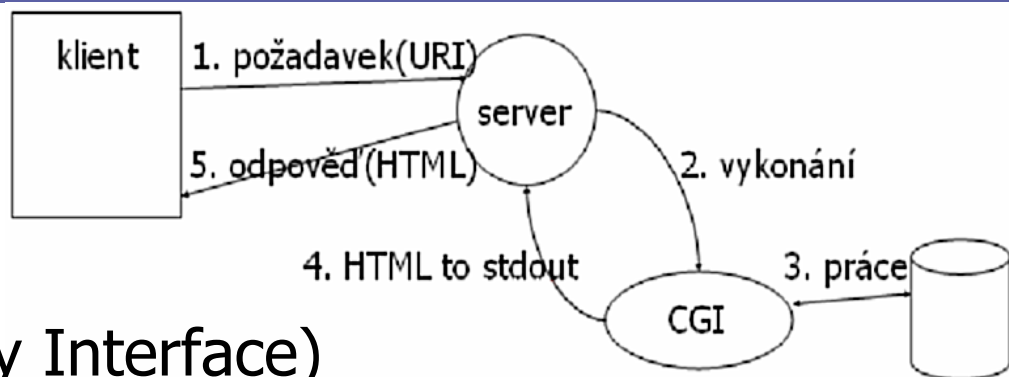 klient
1. požadavek(URI)
server
5. odpověď(HTML)
2. vykonání
4. HTML to stdout
3. práce
CGI
Interface)